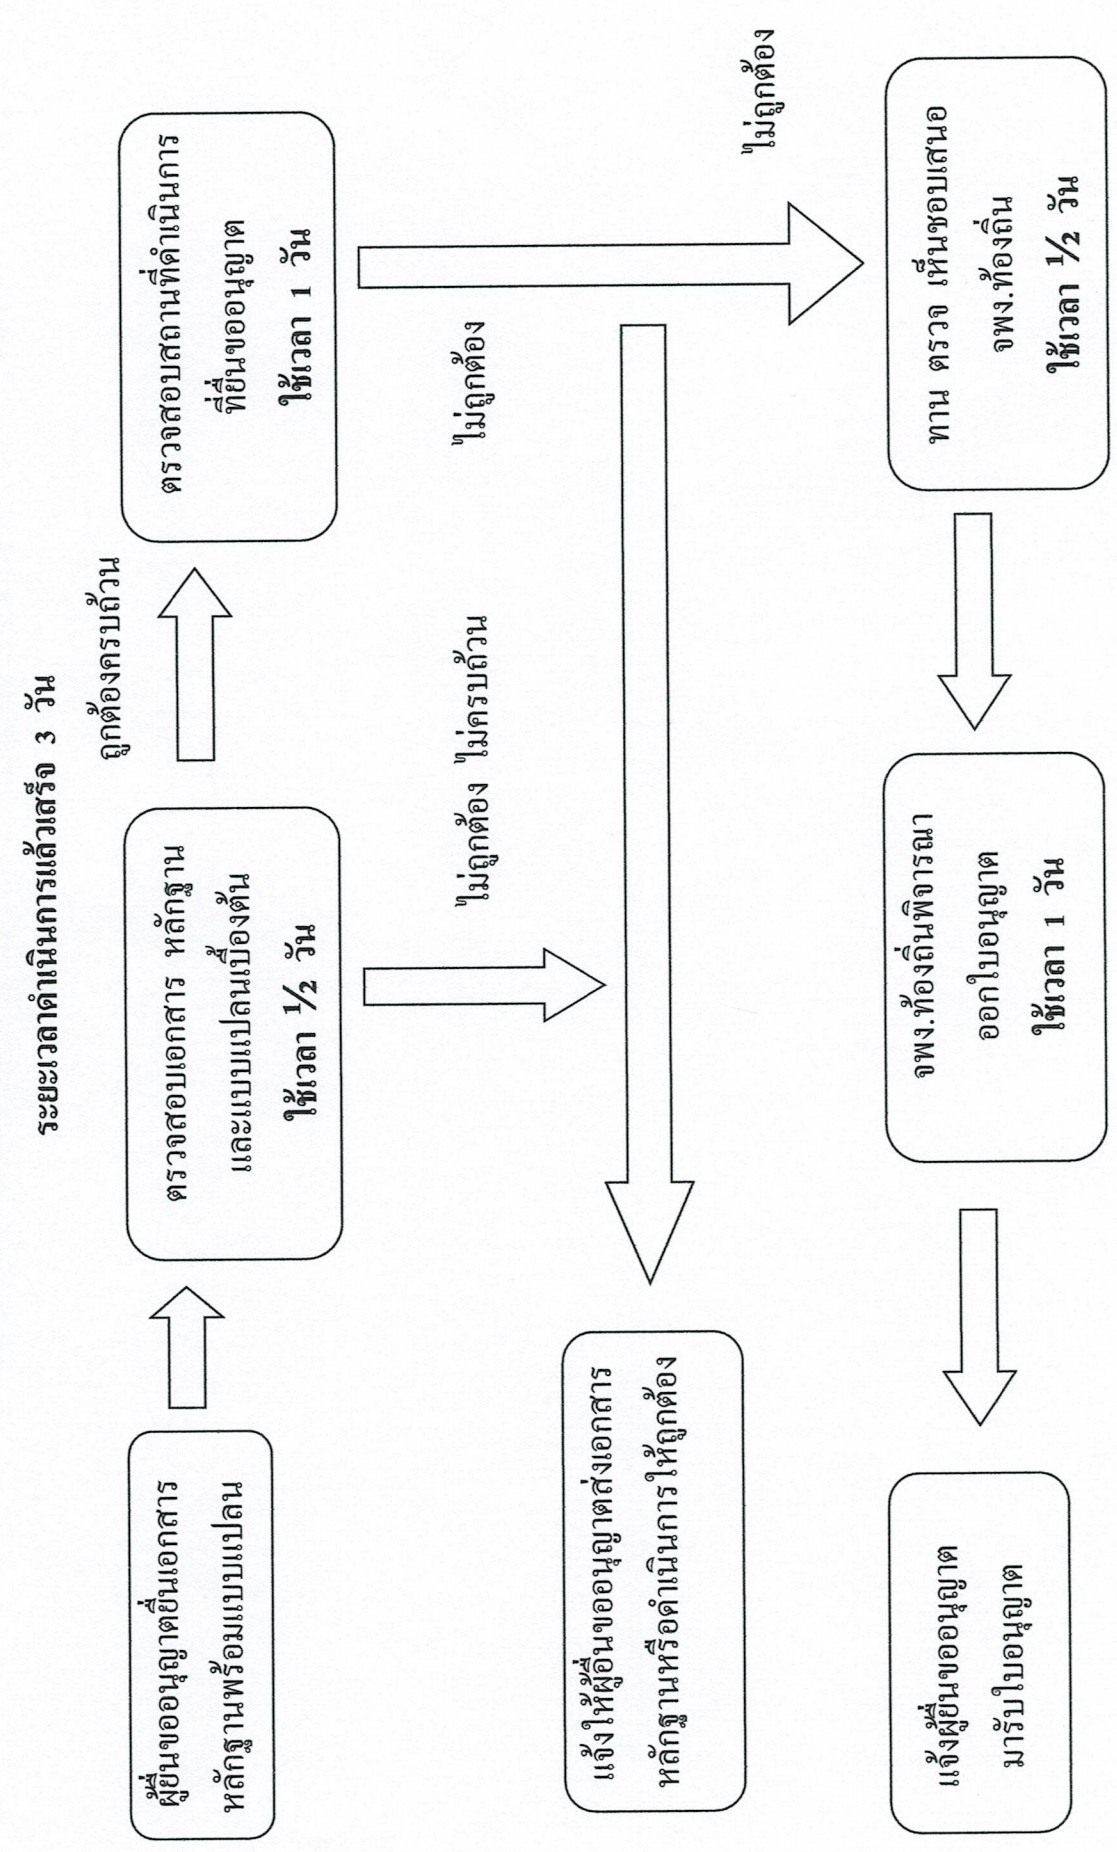 ระยะเวลาดำเนินการแล้วเสร็จ 3 วัน
ผู้ยื่นขออนุญาตยื่นเอกสาร
หลักฐานพร้อมแบบแปลน
ตรวจสอบเอกสาร หลักฐาน
และแบบแปลนเบื้องต้น
ใช้เวลา ½ วัน
ถูกต้องครบถ้วน
ตรวจสอบสถานที่ดำเนินการ
ที่ยื่นขออนุญาต
ใช้เวลา 1 วัน
ไม่ถูกต้อง ไม่ครบถ้วน
ไม่ถูกต้อง
แจ้งให้ผู้ยื่นขออนุญาตส่งเอกสาร
หลักฐานหรือดำเนินการให้ถูกต้อง
ไม่ถูกต้อง
แจ้งผู้ยื่นขออนุญาต
มารับใบอนุญาต
จพง.ท้องถิ่นพิจารณา
ออกใบอนุญาต
ใช้เวลา 1 วัน
ทาน ตรวจ เห็นชอบเสนอ
จพง.ท้องถิ่น
ใช้เวลา ½ วัน